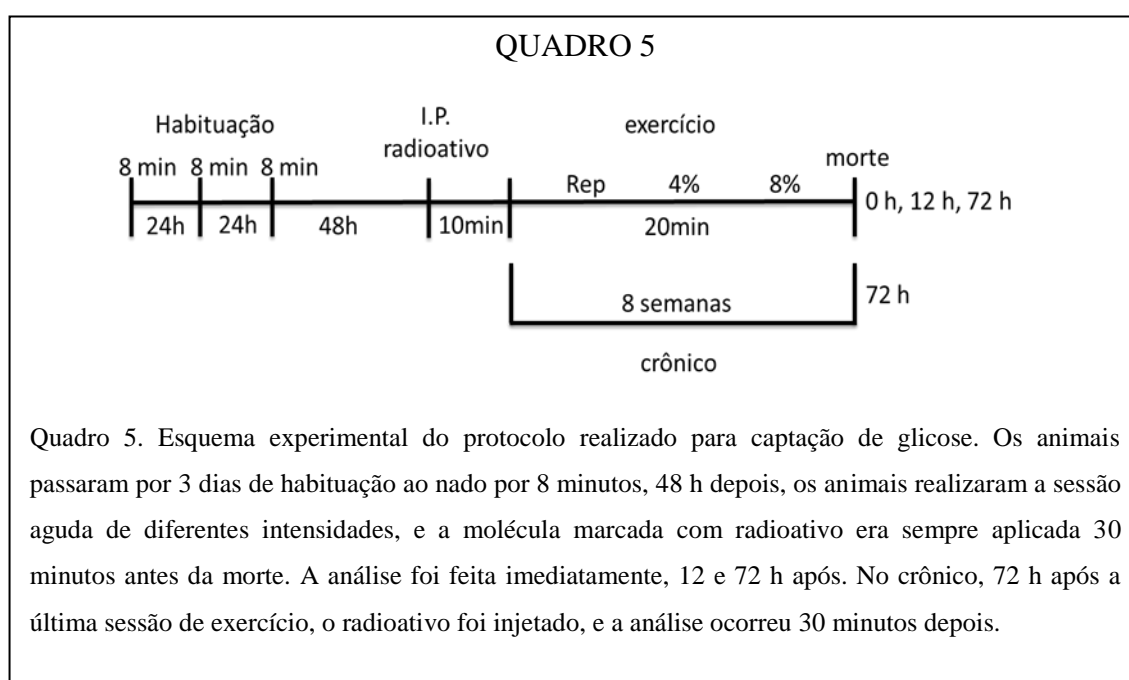 QUADRO 5
Habituação
I.P.
radioativo
exercício
morte
8 min 8 min 8 min
Rep 4% 8%
0 h, 12 h, 72 h
24h 24h 48h 10min 20min
8 semanas
72 h
crônico
Quadro 5. Esquema experimental do protocolo realizado para captação de glicose. Os animais
passaram por 3 dias de habituação ao nado por 8 minutos, 48 h depois, os animais realizaram a sessão
aguda de diferentes intensidades, e a molécula marcada com radioativo era sempre aplicada 30
minutos antes da morte. A análise foi feita imediatamente, 12 e 72 h após. No crônico, 72 h após a
última sessão de exercício, o radioativo foi injetado, e a análise ocorreu 30 minutos depois.